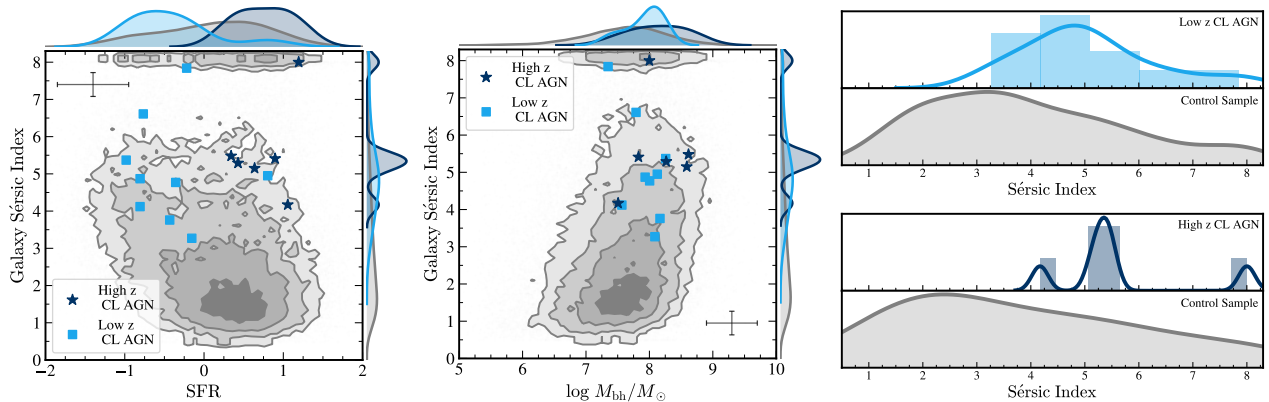 8
7
6
5
4
3
2
1
0
Galaxy Sérsic Index
High z
CL AGN
Low z
CL AGN
−2
−1
0
1
2
SFR
8
7
6
5
4
3
2
1
0
Galaxy Sérsic Index
High z
CL AGN
Low z
CL AGN
5
6
7
8
9
10
log M_bh/M_⊙
Low z CL AGN
Control Sample
1
2
3
4
5
6
7
8
Sérsic Index
High z CL AGN
Control Sample
1
2
3
4
5
6
7
8
Sérsic Index